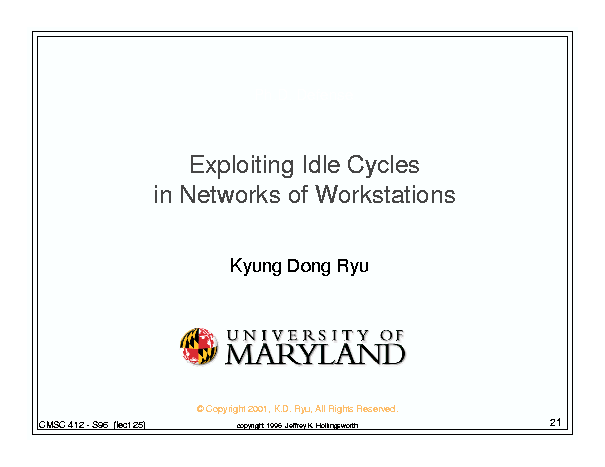 Exploiting Idle Cycles
in Networks of Workstations
Kyung Dong Ryu
UNIVERSITY OF
MARYLAND
© Copyright 2001, K.D. Ryu, All Rights Reserved.
CMSC 412 - S96 (lect 25)
copyright 1996 Jeffrey K. Hollingsworth
21